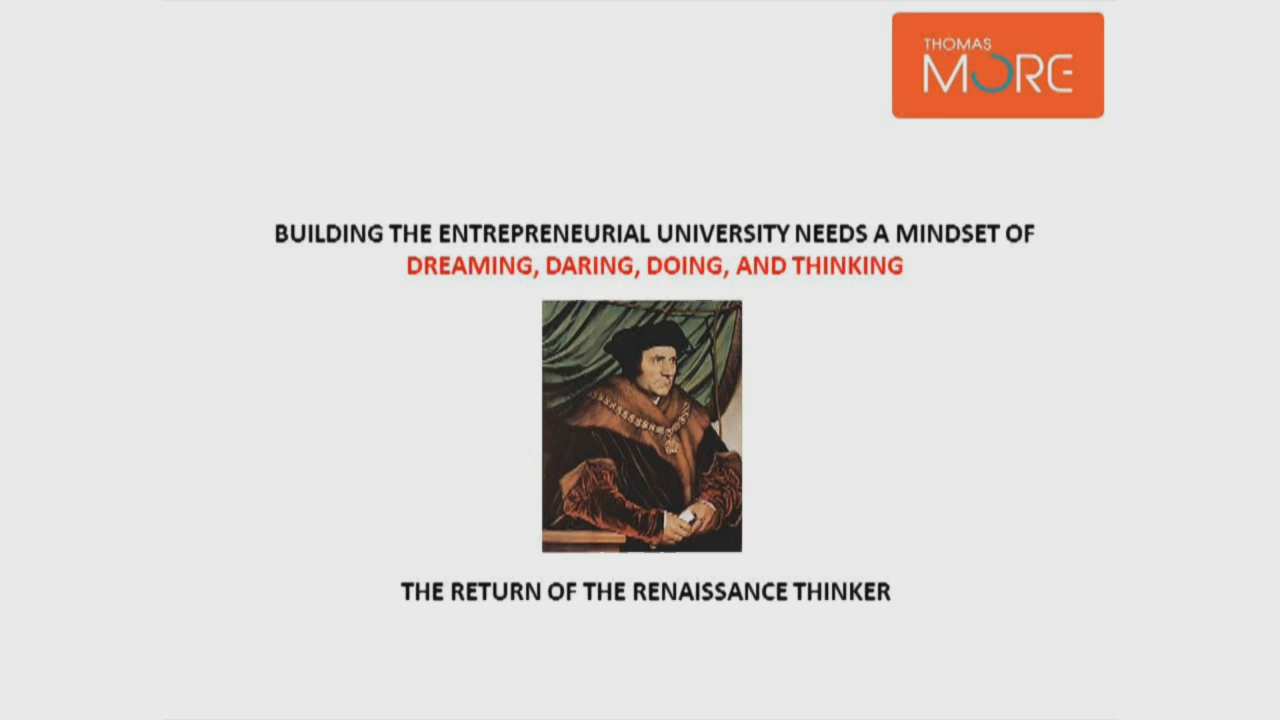 THOMAS
MORE
BUILDING THE ENTREPRENEURIAL UNIVERSITY NEEDS A MINDSET OF
DREAMING, DARING, DOING, AND THINKING
THE RETURN OF THE RENAISSANCE THINKER